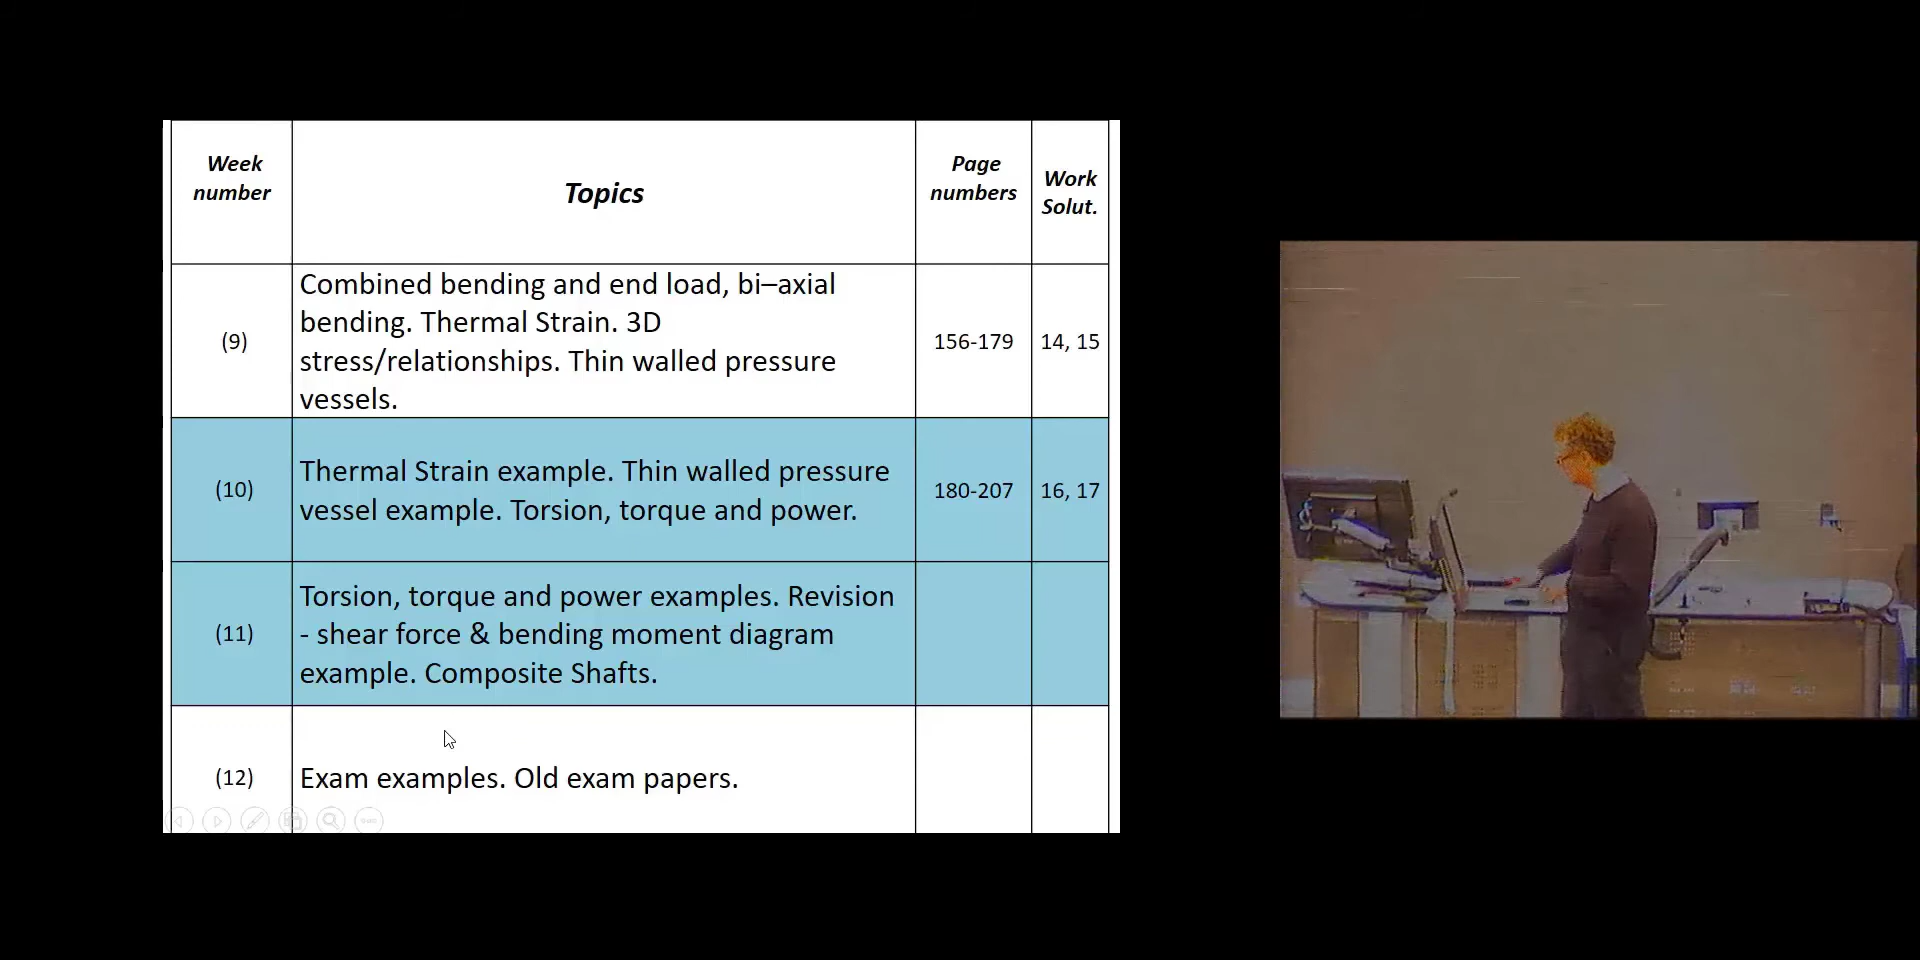 Week
number
Topics
Page
numbers
Work
Solut.
(9)
Combined bending and end load, bi–axial
bending. Thermal Strain. 3D
stress/relationships. Thin walled pressure
vessels.
156-179
14, 15
(10)
Thermal Strain example. Thin walled pressure
vessel example. Torsion, torque and power.
180-207
16, 17
(11)
Torsion, torque and power examples. Revision
- shear force & bending moment diagram
example. Composite Shafts.
(12)
Exam examples. Old exam papers.